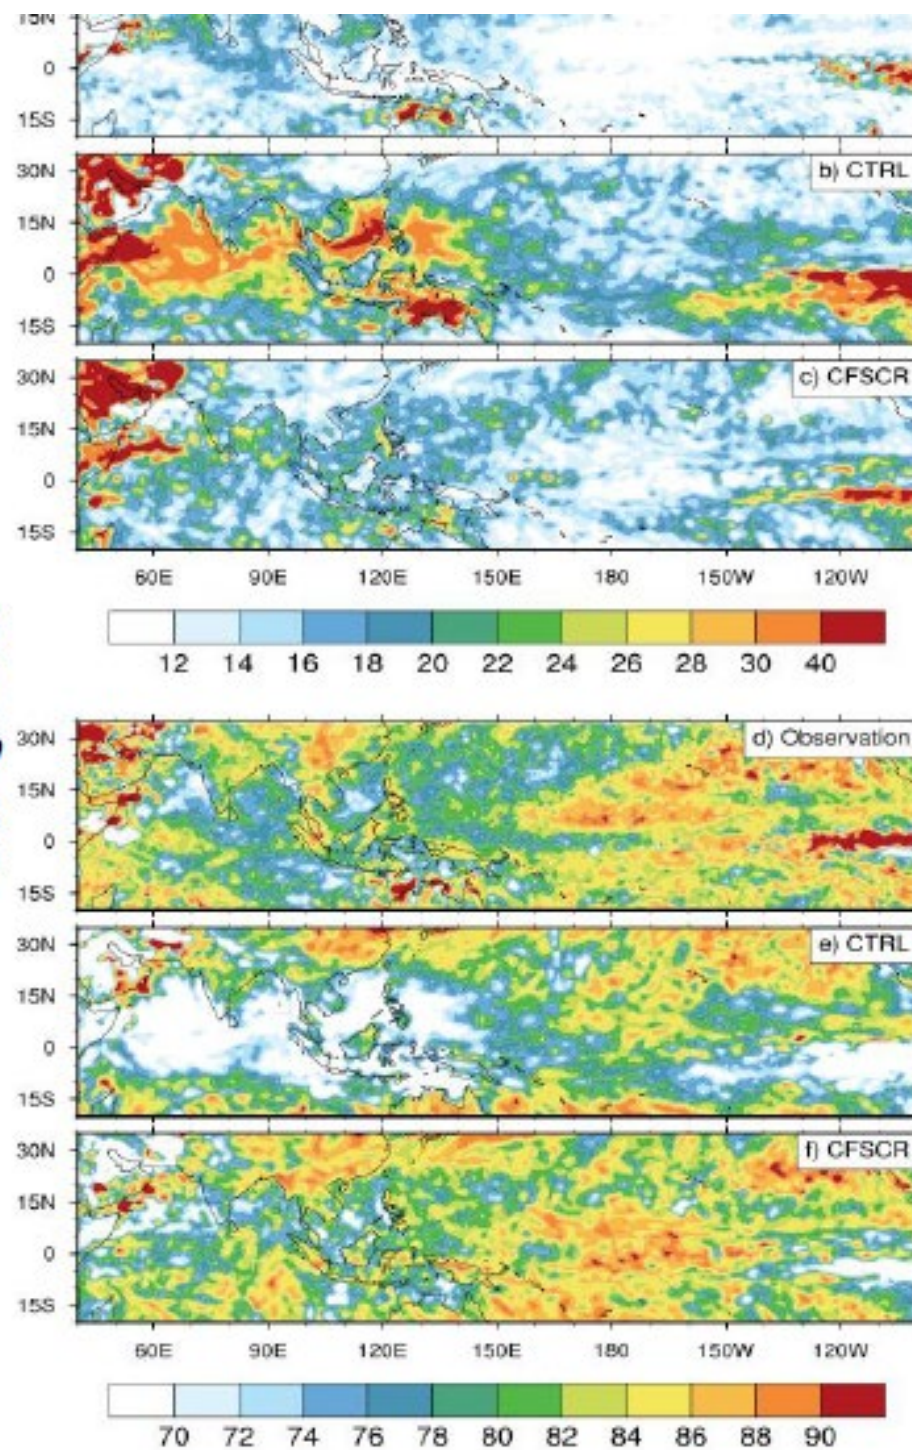 15N
0
15S
b) CTRL
30N
15N
0
15S
c) CFSCR
30N
15N
0
15S
60E 90E 120E 150E 180 150W 120W
12 14 16 18 20 22 24 26 28 30 40
d) Observation
30N
15N
0
15S
e) CTRL
30N
15N
0
15S
f) CFSCR
30N
15N
0
15S
60E 90E 120E 150E 180 150W 120W
70 72 74 76 78 80 82 84 86 88 90